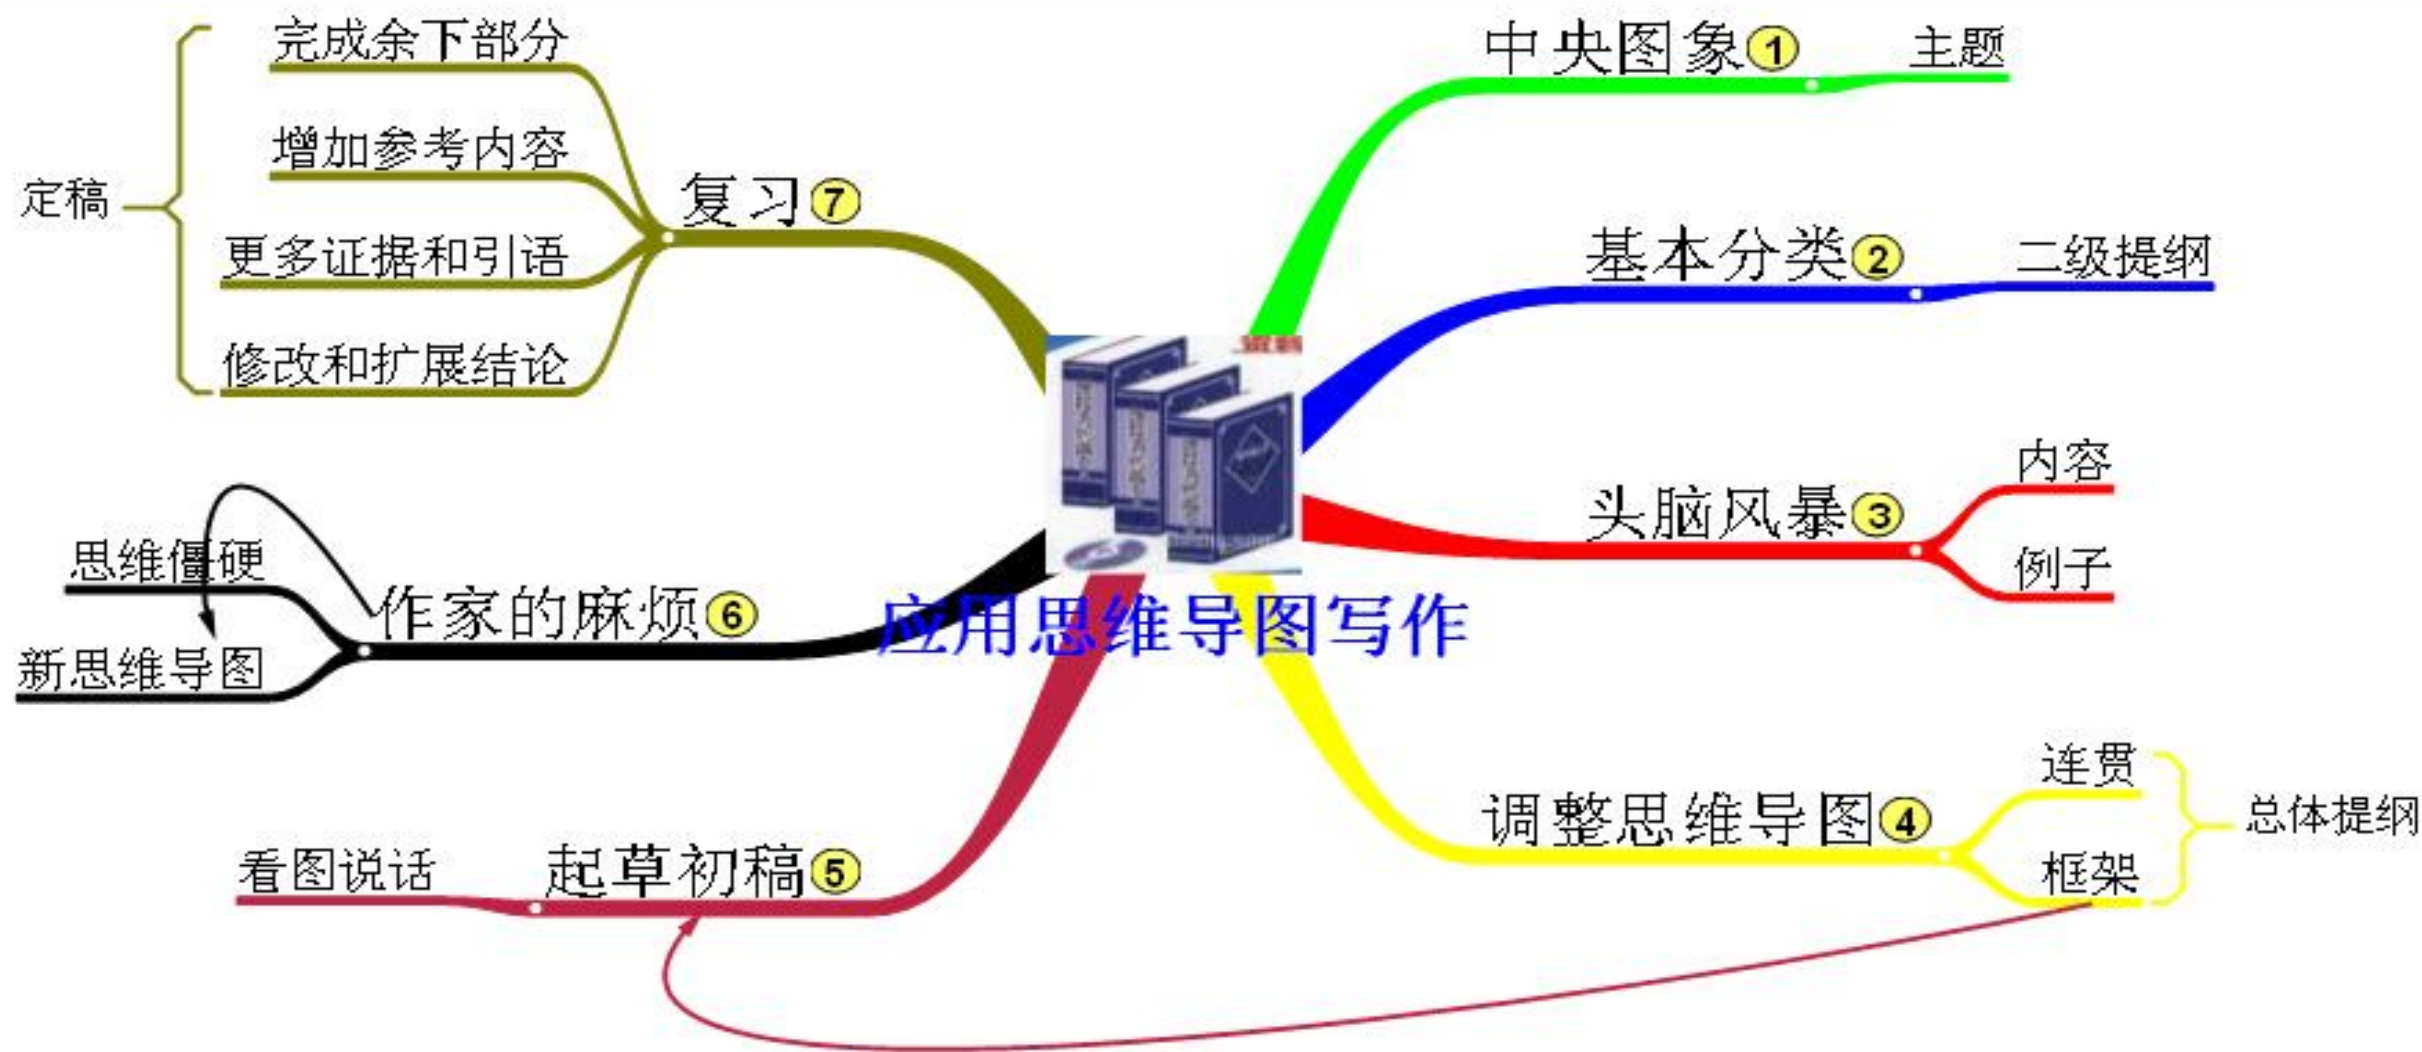 应用思维导图写作
中央图象 1
主题
基本分类 2
二级提纲
头脑风暴 3
内容
例子
调整思维导图 4
连贯
框架
总体提纲
起草初稿 5
看图说话
作家的麻烦 6
思维僵硬
新思维导图
复习 7
完成余下部分
增加参考内容
更多证据和引语
修改和扩展结论
定稿